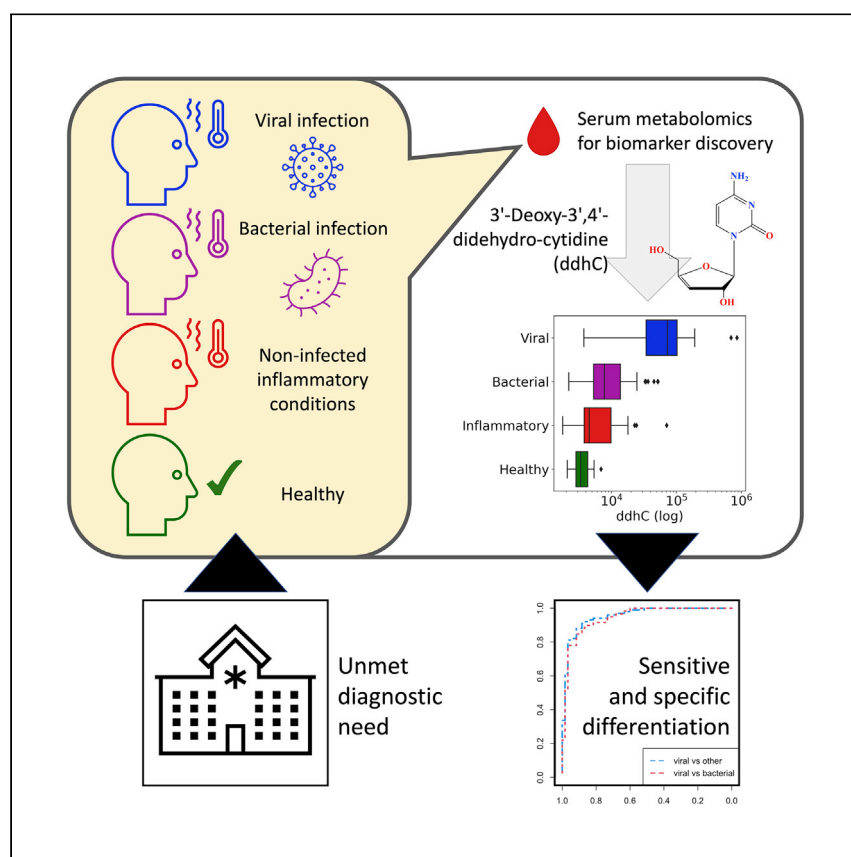 Viral infection
Bacterial infection
Non-infected
inflammatory
conditions
Healthy
Serum metabolomics
for biomarker discovery
3'-Deoxy-3',4'-
didehydro-cytidine
(ddhC)
NH2
N
N
O
HO
O
OH
Viral
Bacterial
Inflammatory
Healthy
10^4
10^5
10^6
ddhC (log)
Unmet
diagnostic
need
Sensitive
and specific
differentiation
1.0
0.8
0.6
0.4
0.2
0.0
viral vs other
viral vs bacterial
1.0
0.8
0.6
0.4
0.2
0.0